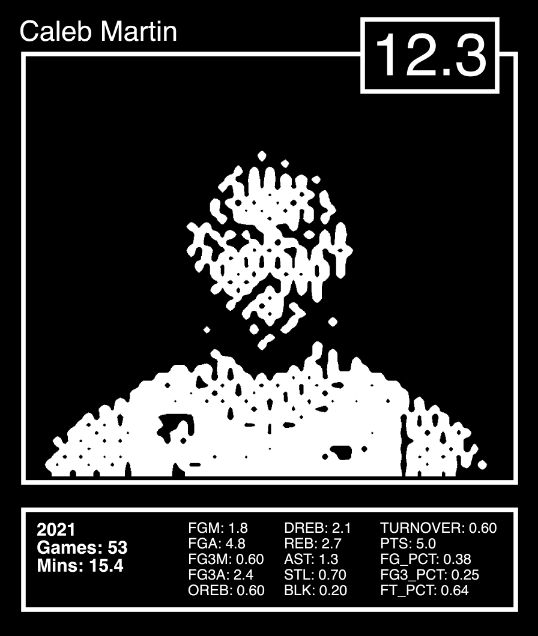 Caleb Martin
12.3
2021
Games: 53
Mins: 15.4
FGM: 1.8
FGA: 4.8
FG3M: 0.60
FG3A: 2.4
OREB: 0.60
DREB: 2.1
REB: 2.7
AST: 1.3
STL: 0.70
BLK: 0.20
TURNOVER: 0.60
PTS: 5.0
FG_PCT: 0.38
FG3_PCT: 0.25
FT_PCT: 0.64